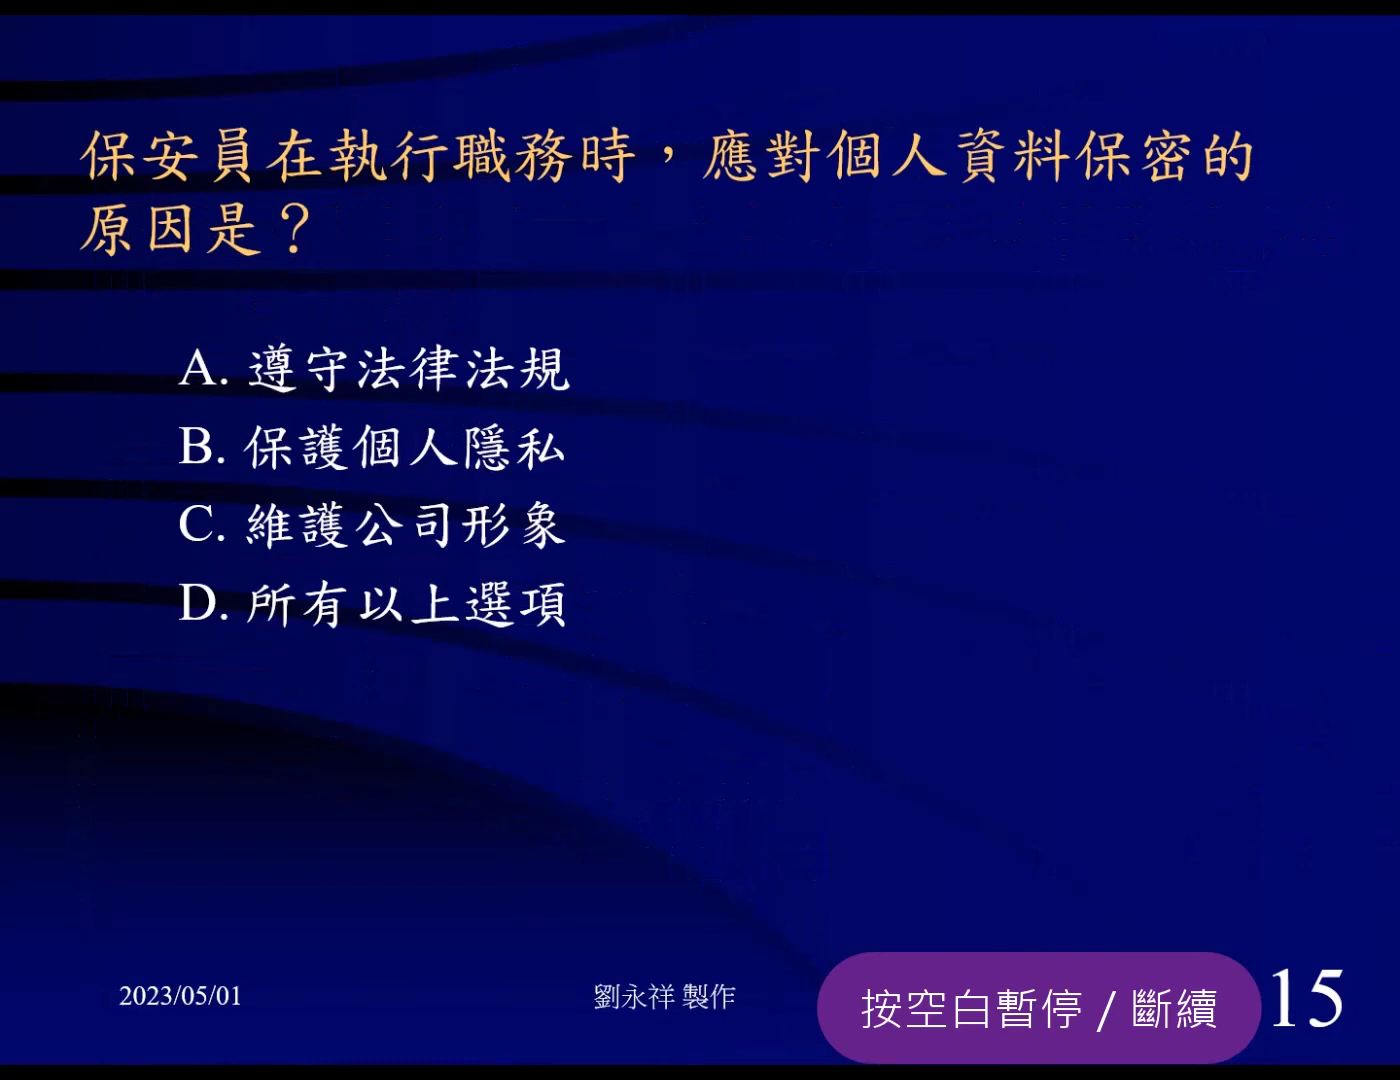 保安員在執行職務時，應對個人資料保密的
原因是？
A. 遵守法律法規
B. 保護個人隱私
C. 維護公司形象
D. 所有以上選項
2023/05/01
劉永祥 製作
按空白暫停 / 斷續
15